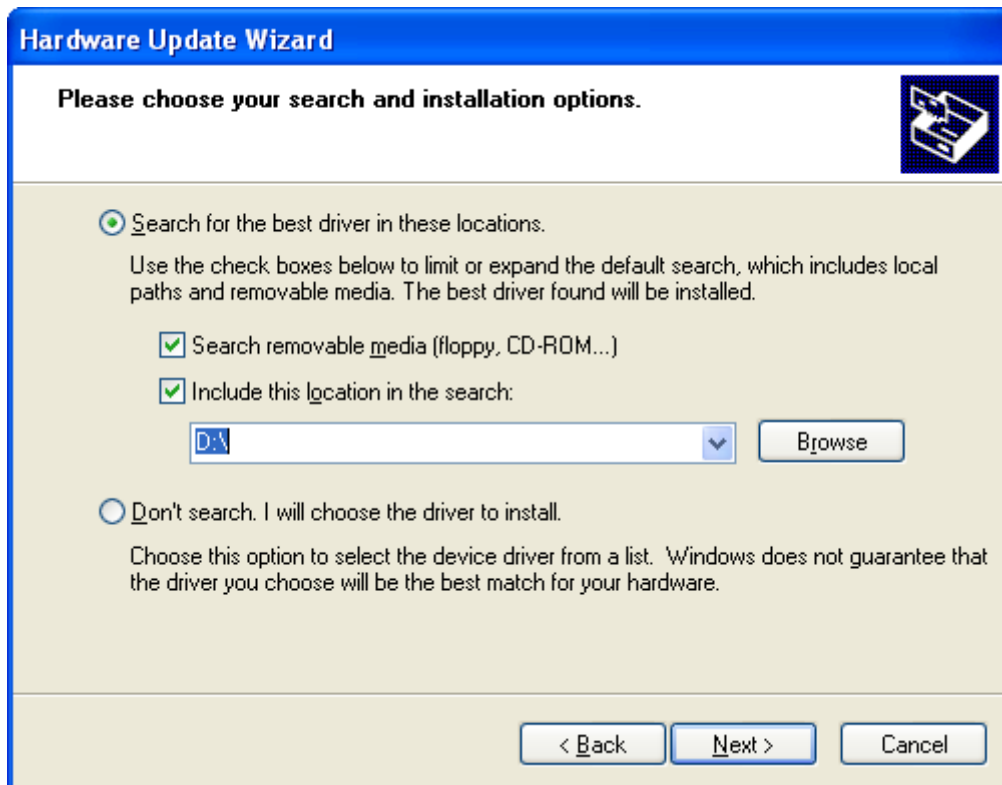 Hardware Update Wizard
Please choose your search and installation options.
Search for the best driver in these locations.
Use the check boxes below to limit or expand the default search, which includes local
paths and removable media. The best driver found will be installed.
Search removable media (floppy, CD-ROM...)
Include this location in the search:
D:\
Browse
Don't search. I will choose the driver to install.
Choose this option to select the device driver from a list.  Windows does not guarantee that
the driver you choose will be the best match for your hardware.
< Back
Next >
Cancel